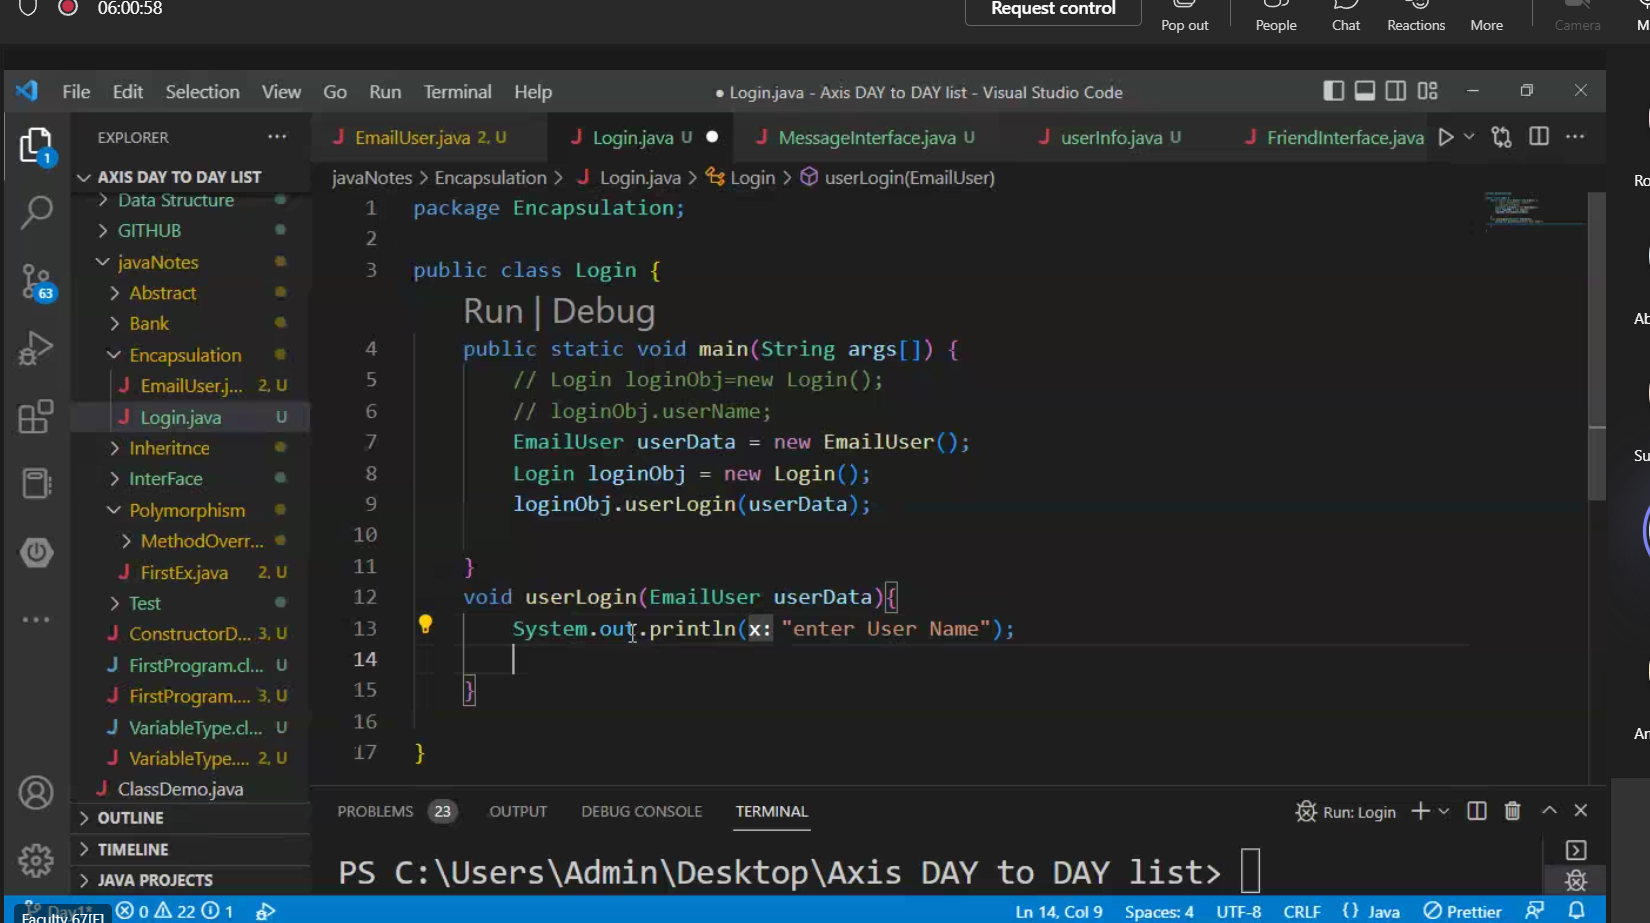 06:00:58
Request control
Pop out
People
Chat
Reactions
More
Camera
File Edit Selection View Go Run Terminal Help
● Login.java - Axis DAY to DAY list - Visual Studio Code
EXPLORER
EmailUser.java 2, U
Login.java U
MessageInterface.java U
userInfo.java U
FriendInterface.java
javaNotes > Encapsulation > Login.java > Login > userLogin(EmailUser)
1
63
AXIS DAY TO DAY LIST
Data Structure
GITHUB
javaNotes
Abstract
Bank
Encapsulation
EmailUser.j... 2, U
Login.java U
Inheritnce
InterFace
Polymorphism
MethodOverr...
FirstEx.java 2, U
Test
ConstructorD... 3, U
FirstProgram.cl... U
FirstProgram.... 3, U
VariableType.cl... U
VariableType.... 2, U
ClassDemo.java
OUTLINE
TIMELINE
JAVA PROJECTS
1 package Encapsulation;
2
3 public class Login {
Run | Debug
4 public static void main(String args[]) {
5 // Login loginObj=new Login();
6 // loginObj.userName;
7 EmailUser userData = new EmailUser();
8 Login loginObj = new Login();
9 loginObj.userLogin(userData);
10
11 }
12 void userLogin(EmailUser userData){
13 System.out.println(x: "enter User Name");
14
15 }
16
17 }
PROBLEMS 23 OUTPUT DEBUG CONSOLE TERMINAL
Run: Login
PS C:\Users\Admin\Desktop\Axis DAY to DAY list>
Day1*
Faculty 67[F]
0 22 1
Ln 14, Col 9 Spaces: 4 UTF-8 CRLF {} Java Prettier